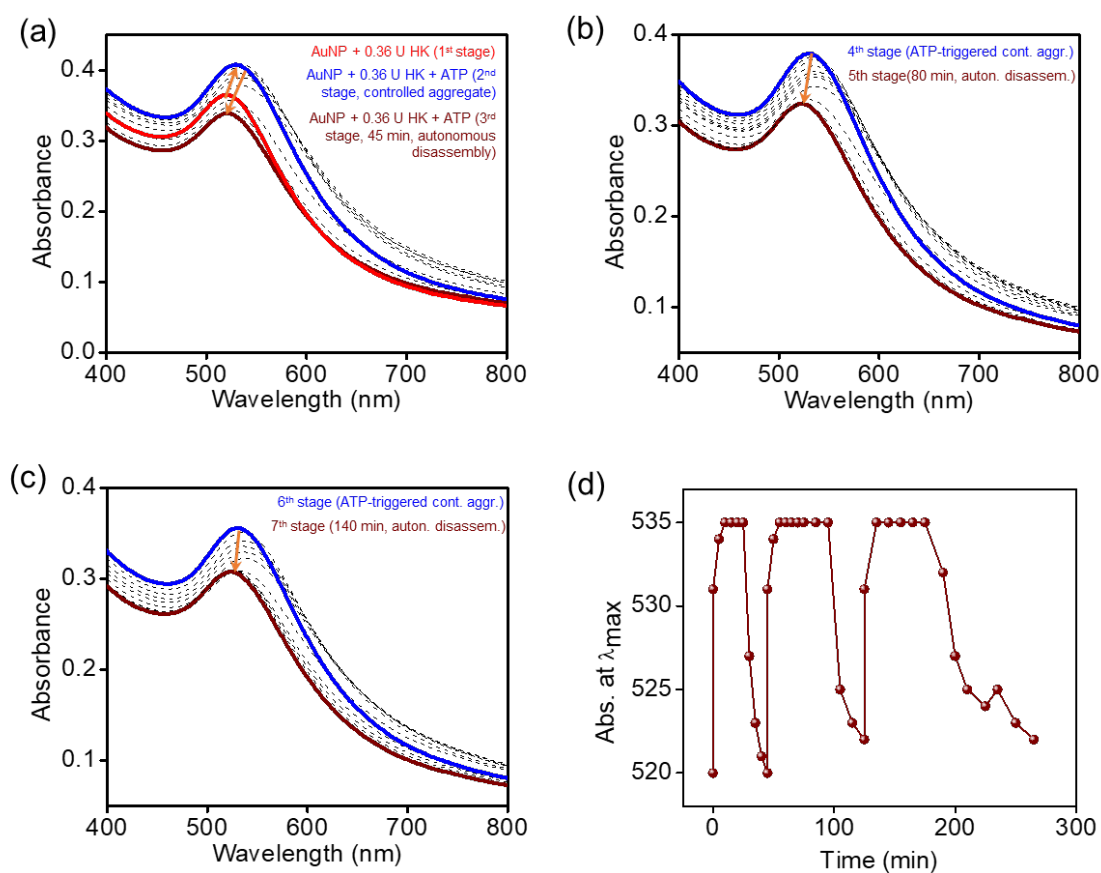 (a)
AuNP + 0.36 U HK (1st stage)
AuNP + 0.36 U HK + ATP (2nd
stage, controlled aggregate)
AuNP + 0.36 U HK + ATP (3rd
stage, 45 min, autonomous
disassembly)
0.4
0.3
0.2
0.1
0.0
Absorbance
400 500 600 700 800
Wavelength (nm)
(b)
4th stage (ATP-triggered cont. aggr.)
5th stage(80 min, auton. disassem.)
0.4
0.3
0.2
0.1
Absorbance
400 500 600 700 800
Wavelength (nm)
(c)
6th stage (ATP-triggered cont. aggr.)
7th stage (140 min, auton. disassem.)
0.4
0.3
0.2
0.1
Absorbance
400 500 600 700 800
Wavelength (nm)
(d)
535
530
525
520
Abs. at λmax
0 100 200 300
Time (min)